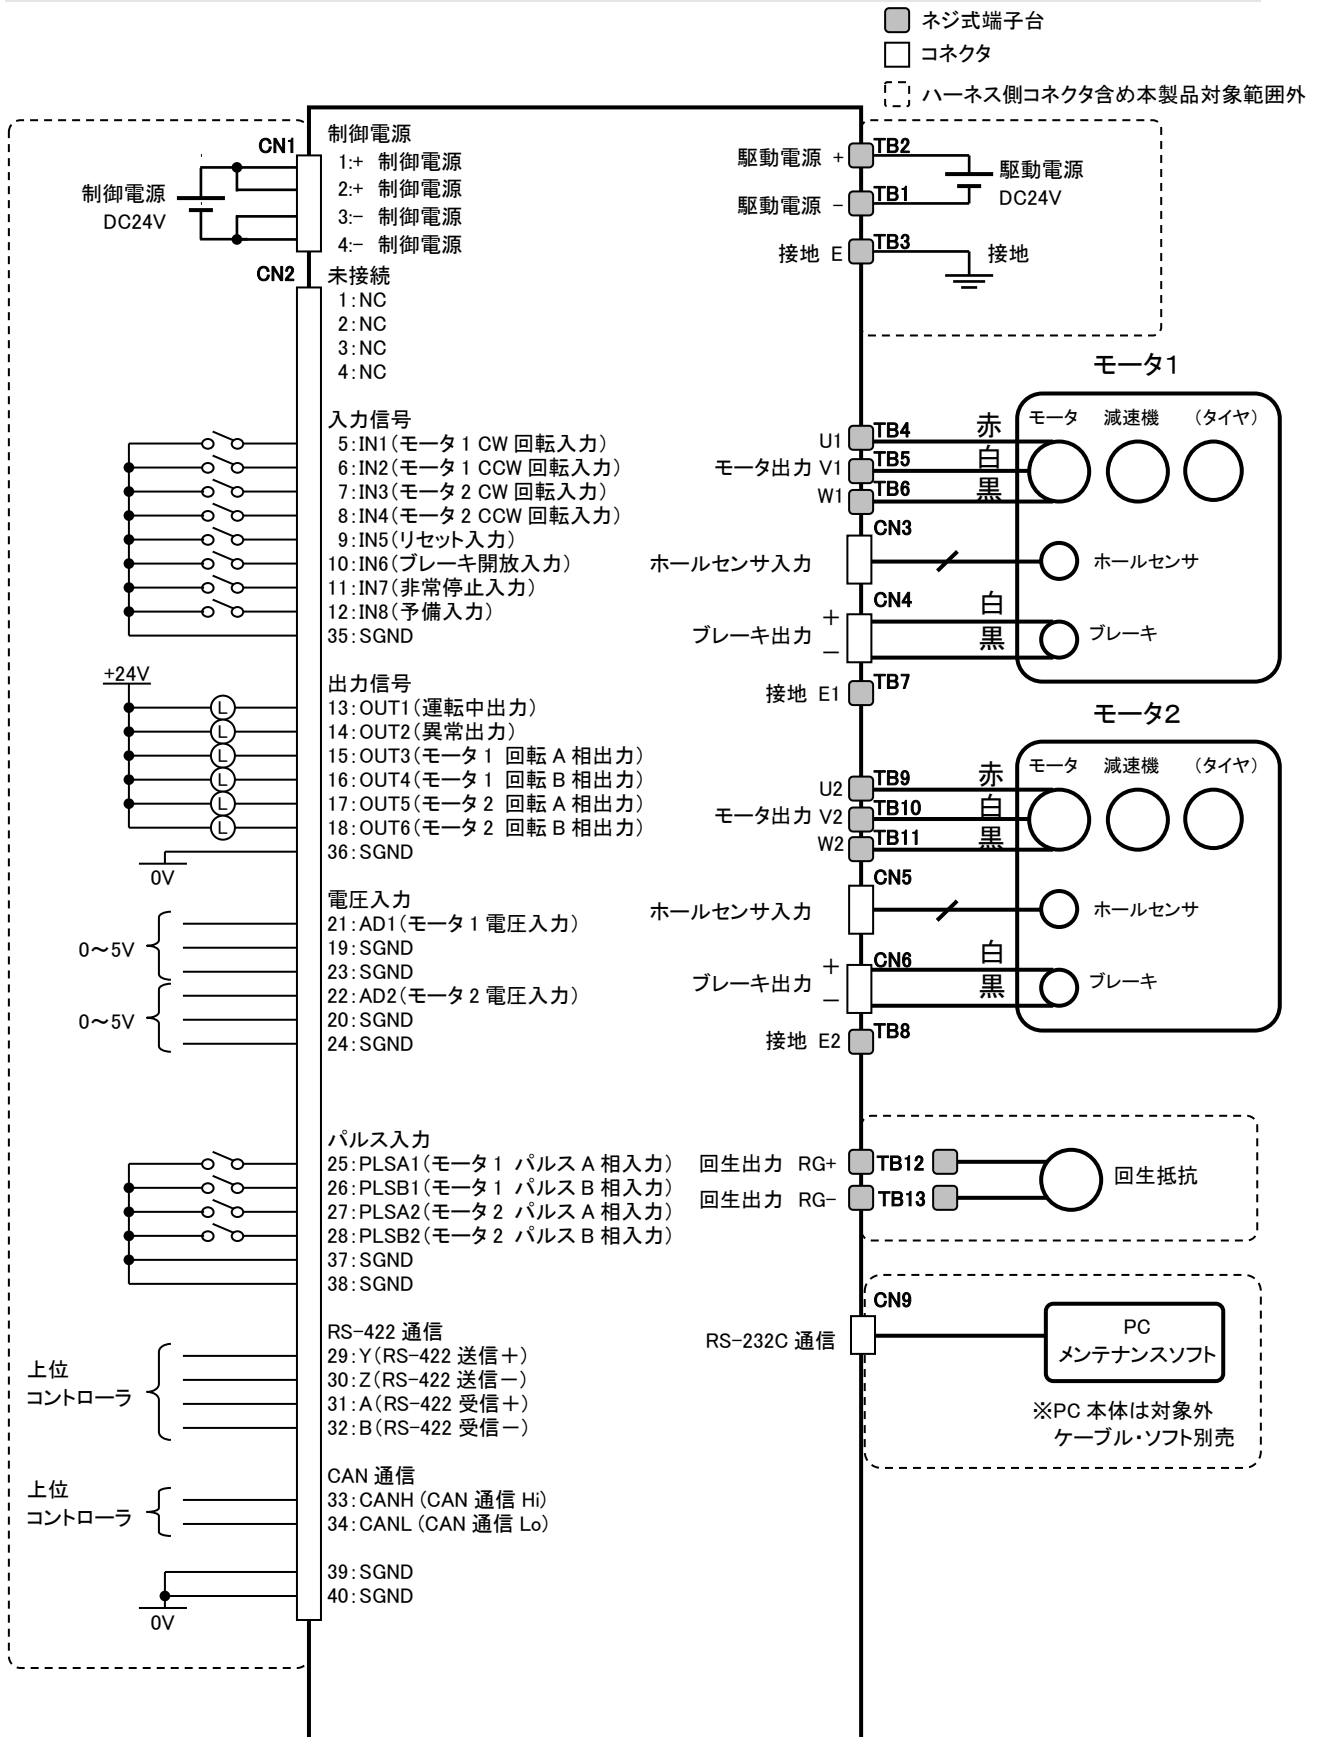 ネジ式端子台
コネクタ
ハーネス側コネクタ含め本製品対象範囲外
CN1
制御電源
1:+ 制御電源
2:+ 制御電源
3:− 制御電源
4:− 制御電源
制御電源
DC24V
CN2
未接続
1:NC
2:NC
3:NC
4:NC
入力信号
5:IN1(モータ1 CW 回転入力)
6:IN2(モータ1 CCW 回転入力)
7:IN3(モータ2 CW 回転入力)
8:IN4(モータ2 CCW 回転入力)
9:IN5(リセット入力)
10:IN6(ブレーキ開放入力)
11:IN7(非常停止入力)
12:IN8(予備入力)
35:SGND
+24V
出力信号
13:OUT1(運転中出力)
14:OUT2(異常出力)
15:OUT3(モータ1 回転 A 相出力)
16:OUT4(モータ1 回転 B 相出力)
17:OUT5(モータ2 回転 A 相出力)
18:OUT6(モータ2 回転 B 相出力)
36:SGND
L
L
L
L
L
L
0V
電圧入力
21:AD1(モータ1電圧入力)
19:SGND
23:SGND
22:AD2(モータ2電圧入力)
20:SGND
24:SGND
0～5V
0～5V
パルス入力
25:PLSA1(モータ1 パルス A 相入力)
26:PLSB1(モータ1 パルス B 相入力)
27:PLSA2(モータ2 パルス A 相入力)
28:PLSB2(モータ2 パルス B 相入力)
37:SGND
38:SGND
RS-422 通信
29:Y(RS-422 送信+)
30:Z(RS-422 送信−)
31:A(RS-422 受信+)
32:B(RS-422 受信−)
上位
コントローラ
CAN 通信
33:CANH (CAN 通信 Hi)
34:CANL (CAN 通信 Lo)
上位
コントローラ
39:SGND
40:SGND
0V
駆動電源 +
TB2
駆動電源 −
TB1
駆動電源
DC24V
接地 E
TB3
接地
モータ1
モータ 減速機 (タイヤ)
U1
TB4
赤
モータ出力 V1
TB5
白
W1
TB6
黒
CN3
ホールセンサ入力
ホールセンサ
CN4
ブレーキ出力
+
−
白
黒
ブレーキ
接地 E1
TB7
モータ2
モータ 減速機 (タイヤ)
U2
TB9
赤
モータ出力 V2
TB10
白
W2
TB11
黒
CN5
ホールセンサ入力
ホールセンサ
CN6
ブレーキ出力
+
−
白
黒
ブレーキ
接地 E2
TB8
回生出力 RG+
TB12
回生出力 RG-
TB13
回生抵抗
CN9
RS-232C 通信
PC
メンテナンスソフト
※PC 本体は対象外
ケーブル・ソフト別売